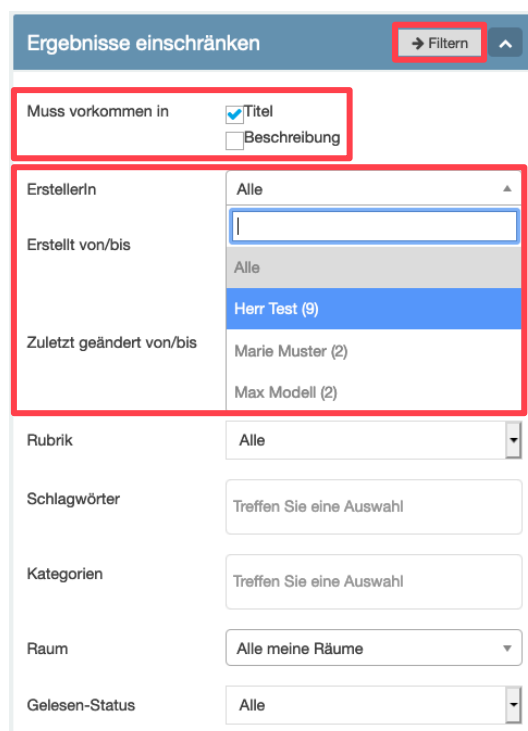 Ergebnisse einschränken
Filtern
Muss vorkommen in
Titel
Beschreibung
ErstellerIn
Alle
Erstellt von/bis
Alle
Herr Test (9)
Zuletzt geändert von/bis
Marie Muster (2)
Max Modell (2)
Rubrik
Alle
Schlagwörter
Treffen Sie eine Auswahl
Kategorien
Treffen Sie eine Auswahl
Raum
Alle meine Räume
Gelesen-Status
Alle